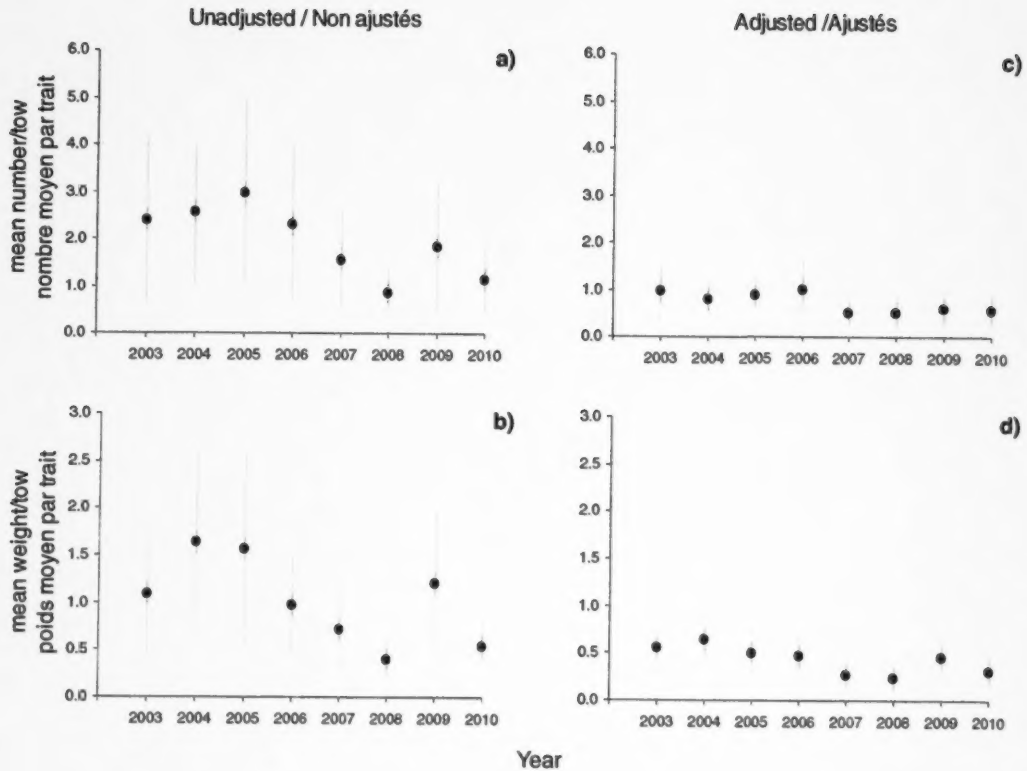 Unadjusted / Non ajustés
Adjusted /Ajustés
a)
mean number/tow
nombre moyen par trait
6.0
5.0
4.0
3.0
2.0
1.0
0.0
2003 2004 2005 2006 2007 2008 2009 2010
c)
6.0
5.0
4.0
3.0
2.0
1.0
0.0
2003 2004 2005 2006 2007 2008 2009 2010
b)
mean weight/tow
poids moyen par trait
3.0
2.5
2.0
1.5
1.0
0.5
0.0
2003 2004 2005 2006 2007 2008 2009 2010
d)
3.0
2.5
2.0
1.5
1.0
0.5
0.0
2003 2004 2005 2006 2007 2008 2009 2010
Year